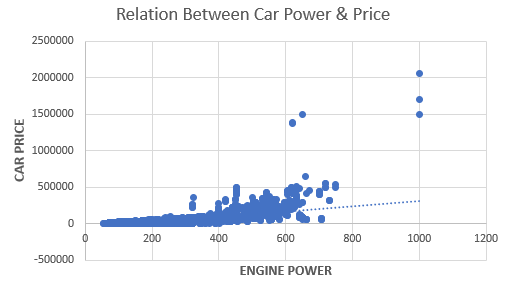 Relation Between Car Power & Price
2500000
2000000
1500000
1000000
500000
0
-500000
CAR PRICE
0 200 400 600 800 1000 1200
ENGINE POWER